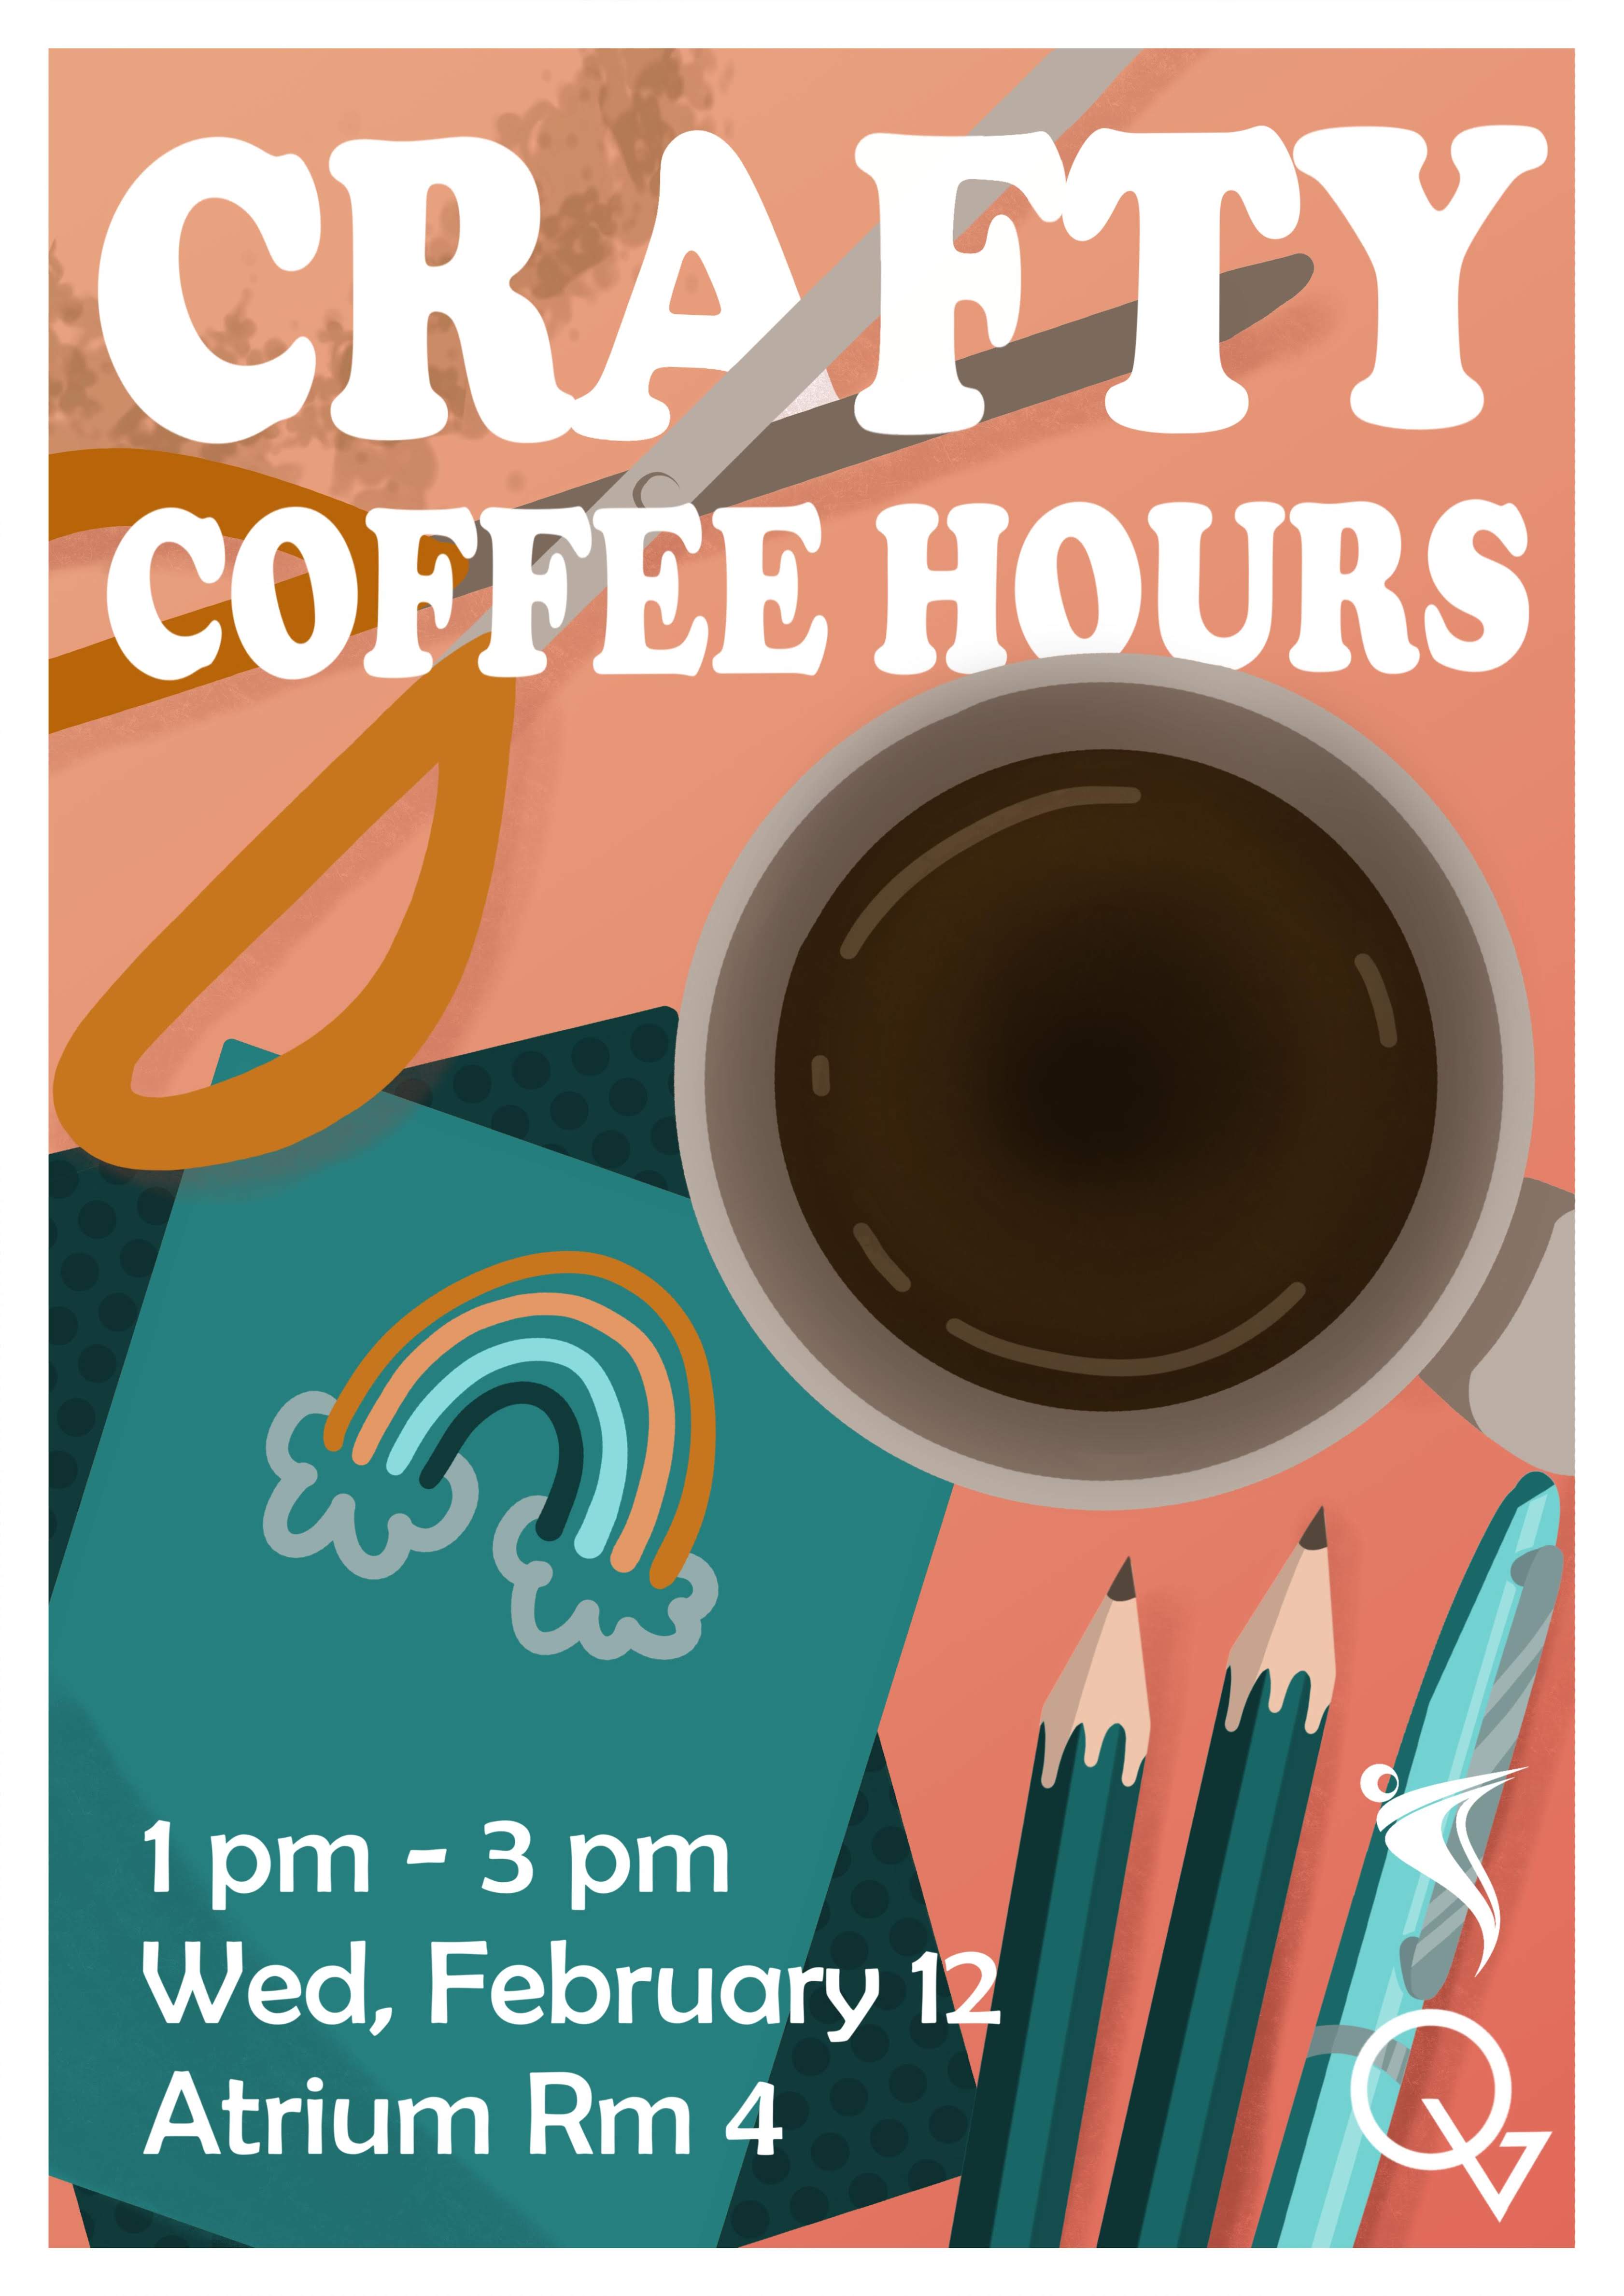 CRAFTY
COFFEE HOURS
1 pm - 3 pm
Wed, February 12
Atrium Rm 4